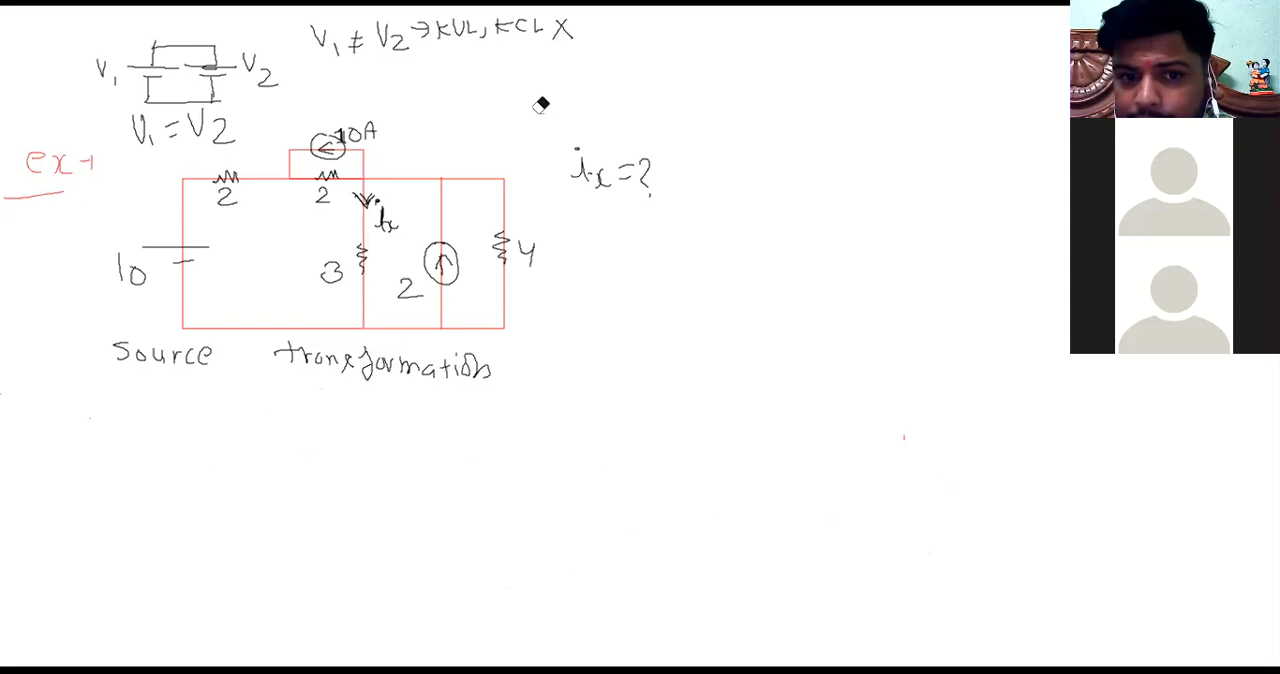 V₁ ≠ V₂ → KVL, KCL X
V₁ V₂
V₁ = V₂
ex-1
10A
ix = ?
2 2
ix
10 3 2 4
Source transformation